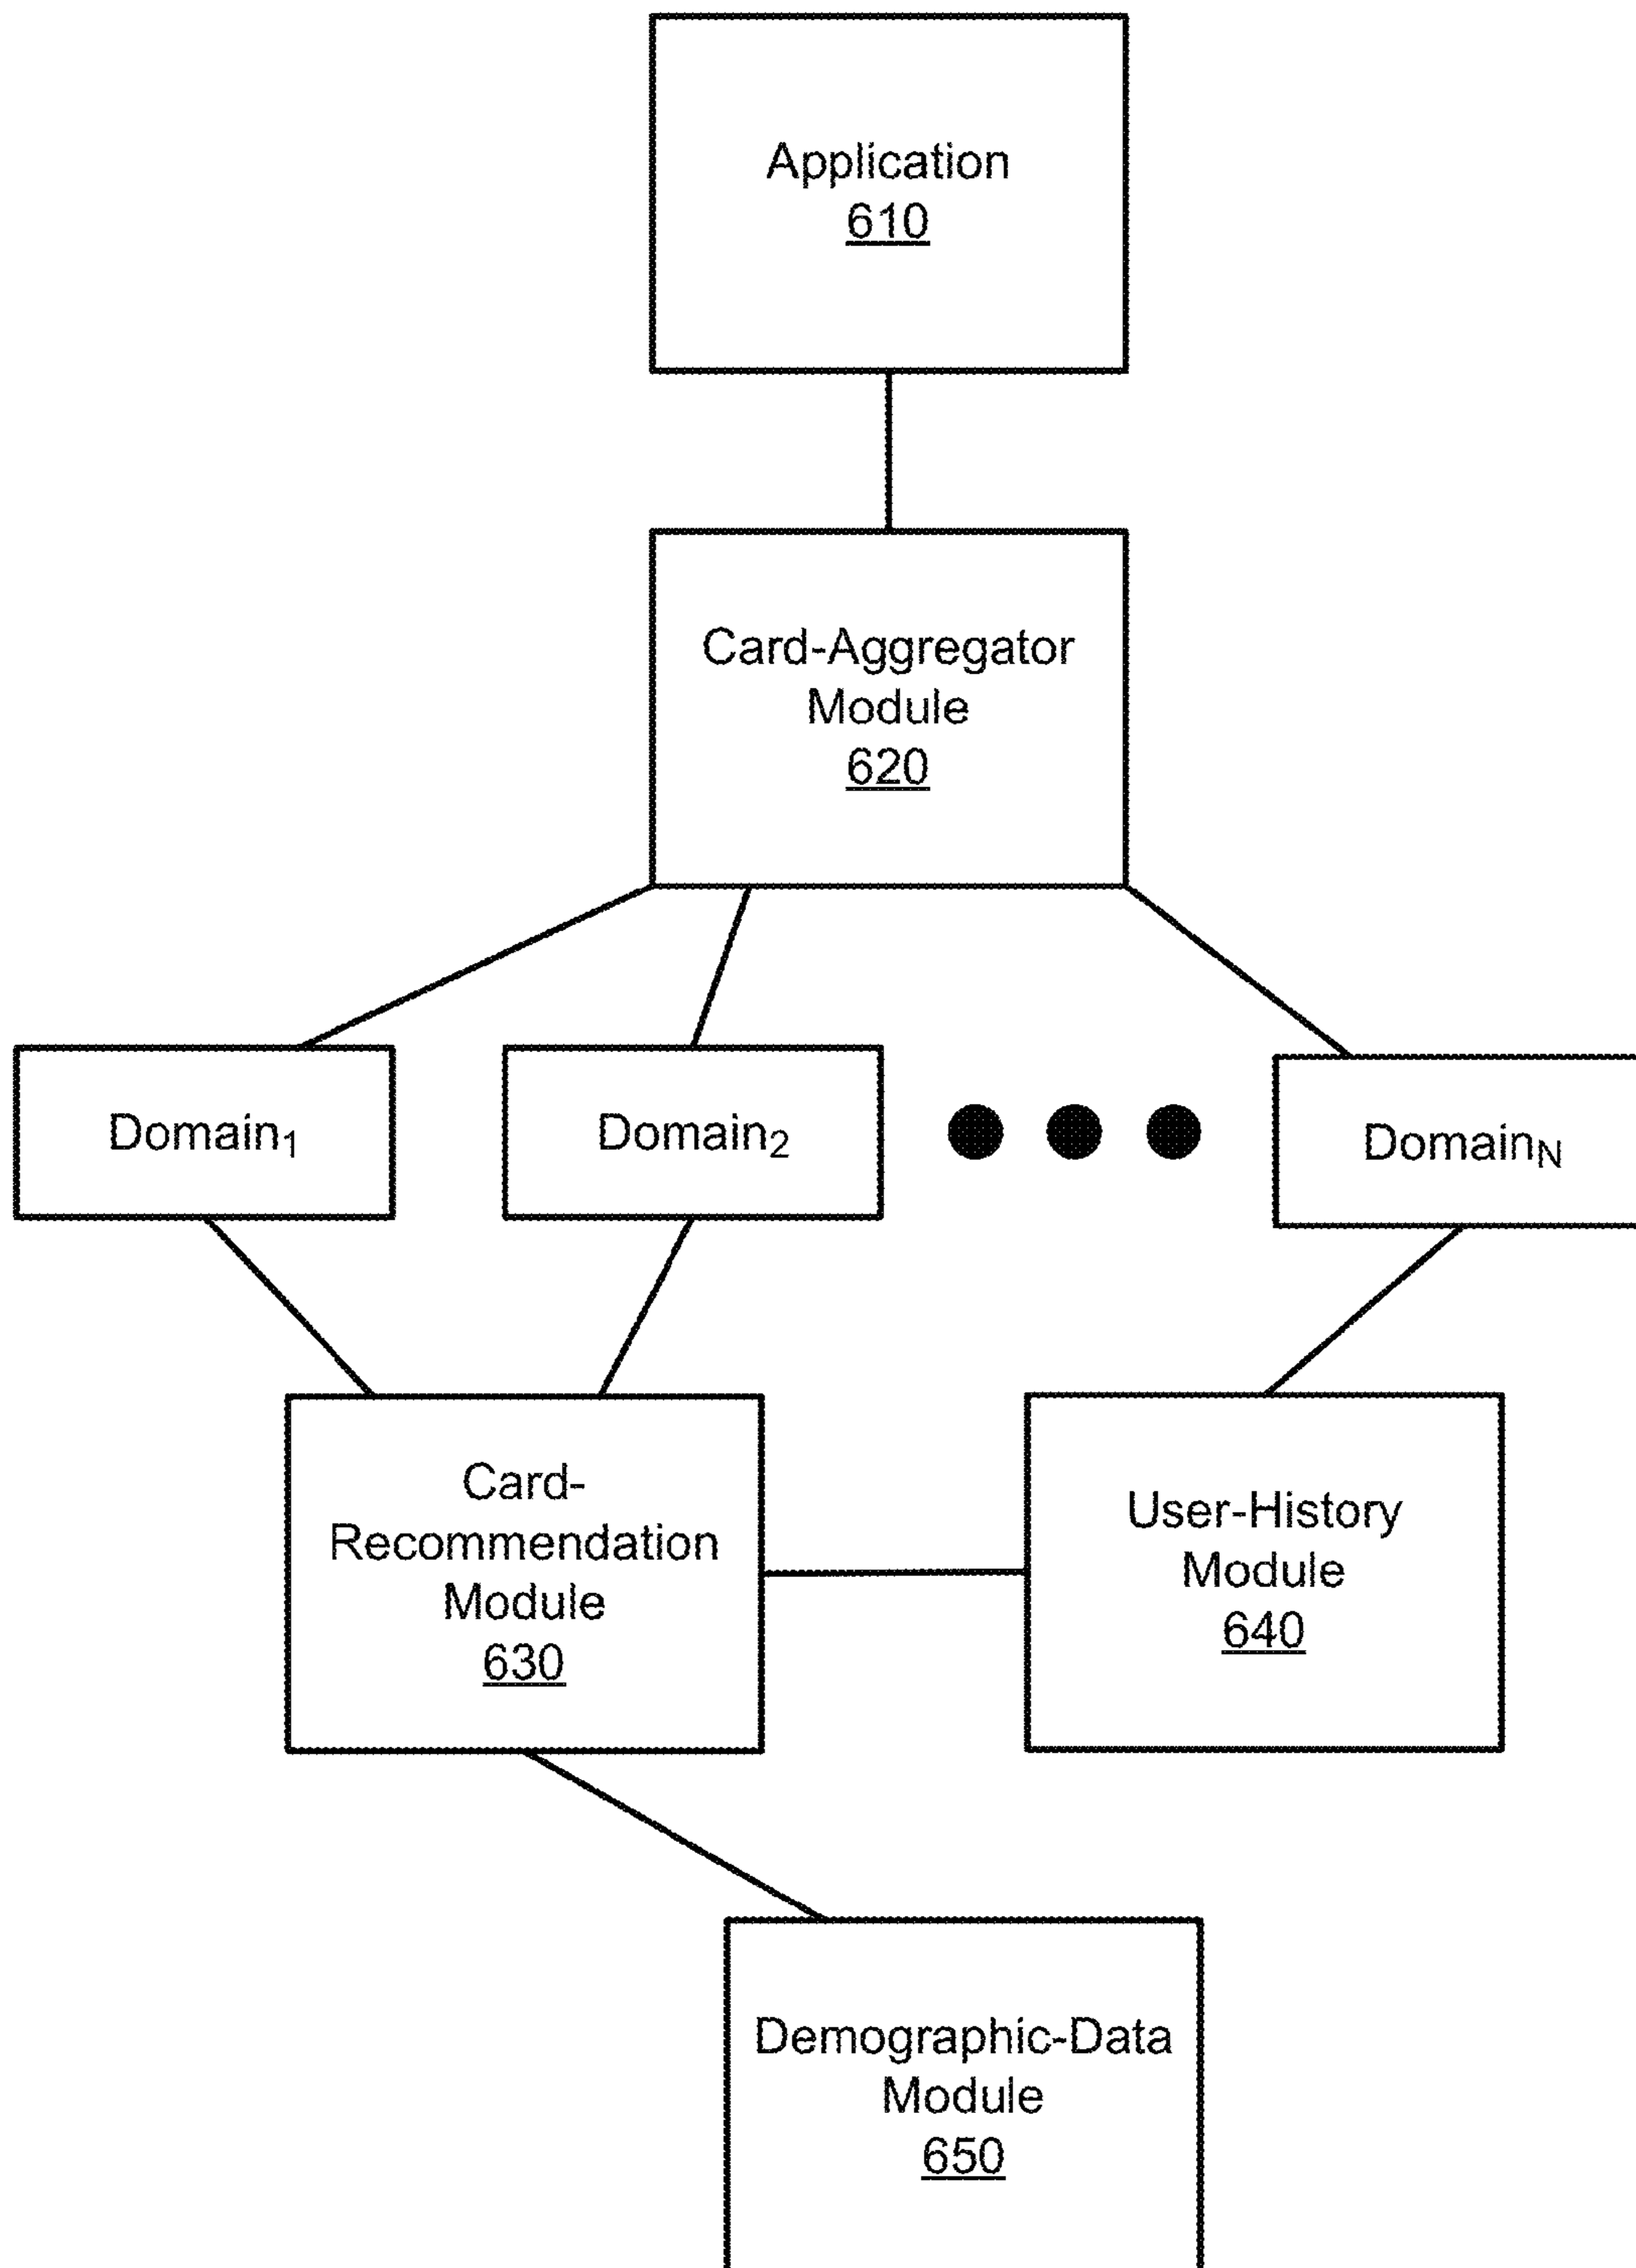 Application
610
Card-Aggregator
Module
620
Domain₁
Domain₂
Domain_N
Card-
Recommendation
Module
630
User-History
Module
640
Demographic-Data
Module
650